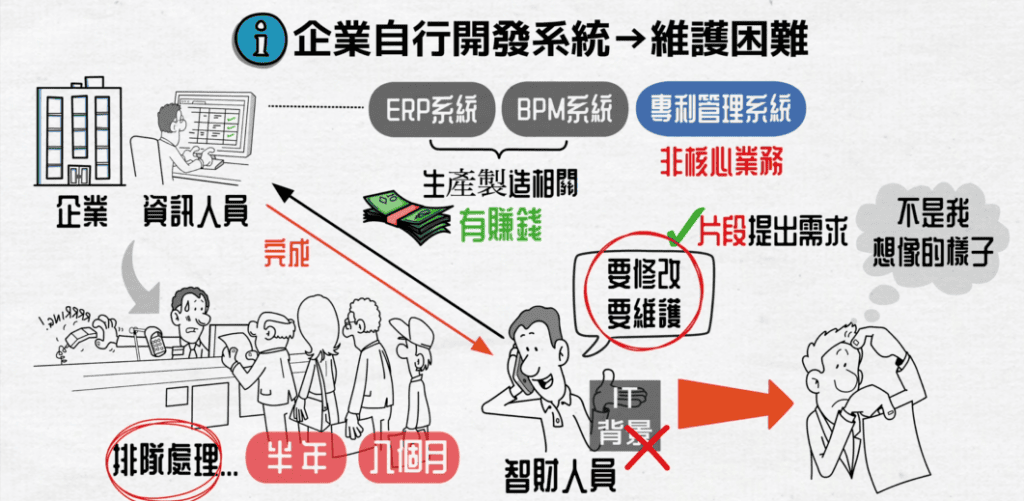 i 企業自行開發系統→維護困難
ERP系統 BPM系統 專利管理系統
非核心業務
生產製造相關
有賺錢
企業 資訊人員
✓片段提出需求
不是我
想像的樣子
完成
要修改
要維護
RRRRING!
IT
背景
排隊處理... 半年 八個月
智財人員